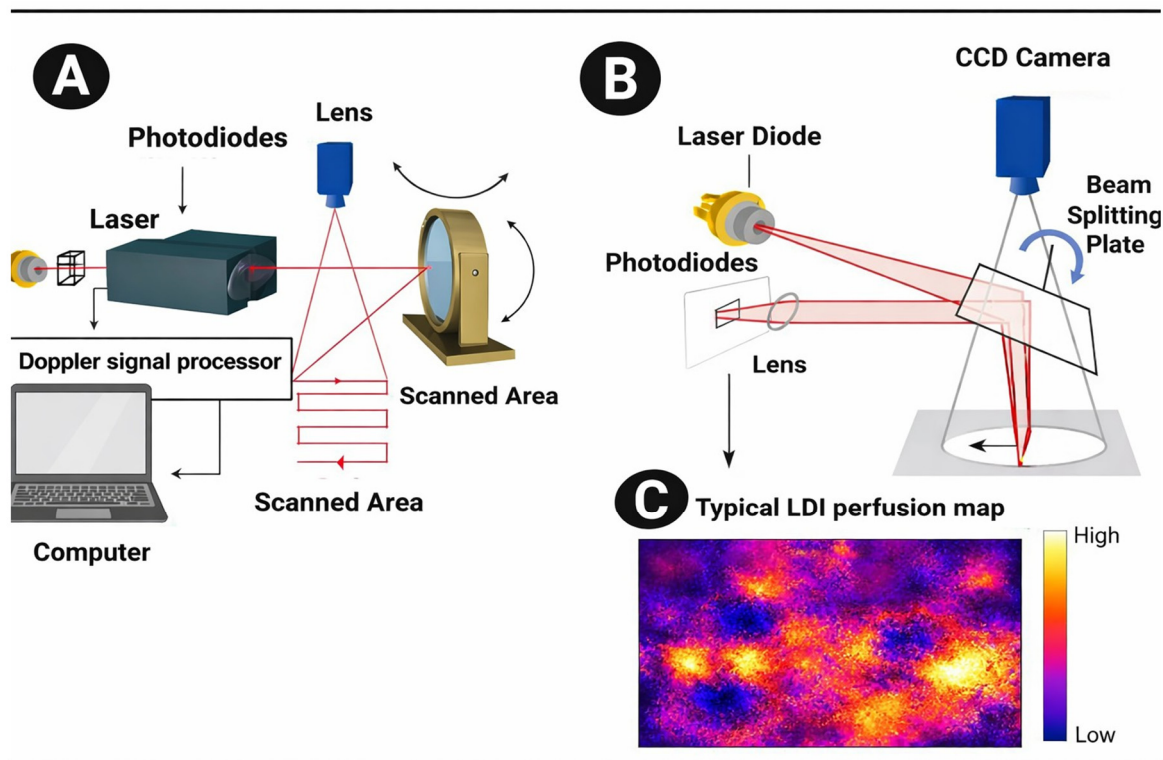 A
Photodiodes
Lens
Laser
Doppler signal processor
Scanned Area
Scanned Area
Computer
B
CCD Camera
Laser Diode
Beam
Splitting
Plate
Photodiodes
Lens
C
Typical LDI perfusion map
High
Low